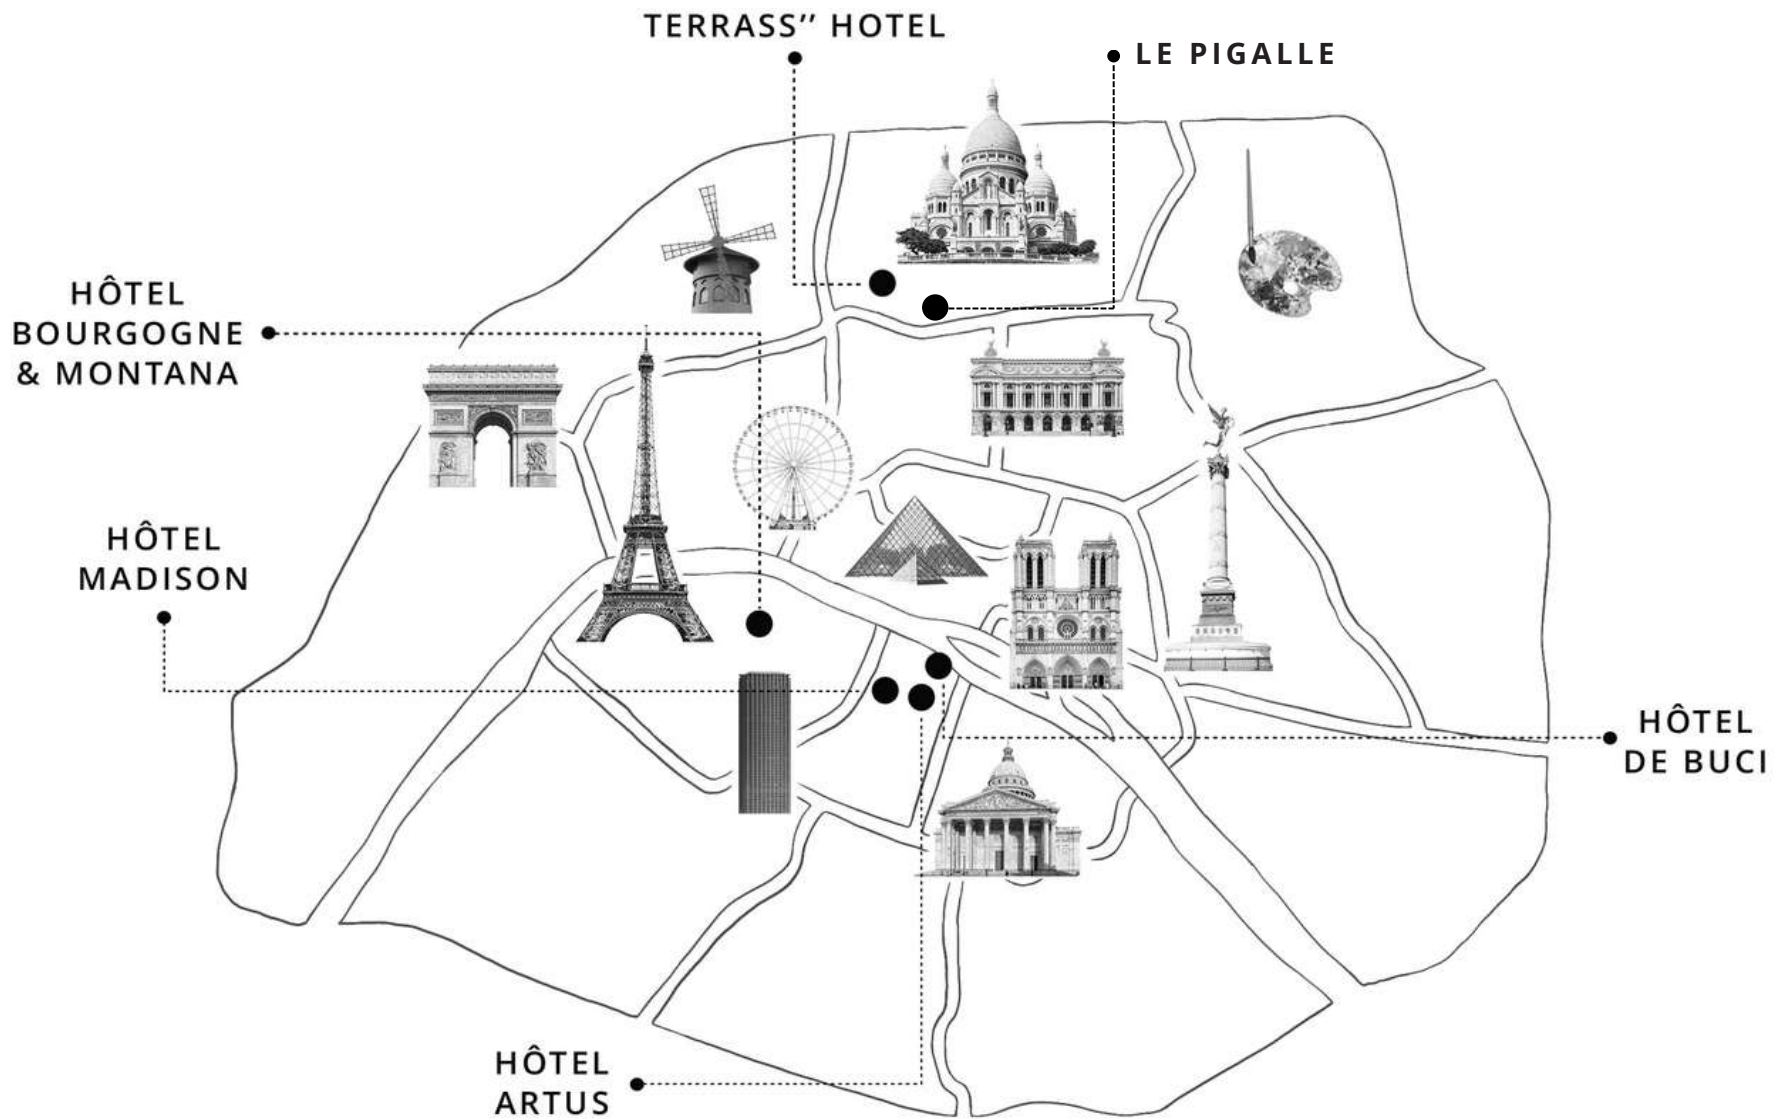 TERRASS’’ HOTEL
LE PIGALLE
HÔTEL
BOURGOGNE
& MONTANA
HÔTEL
MADISON
HÔTEL
DE BUCI
HÔTEL
ARTUS